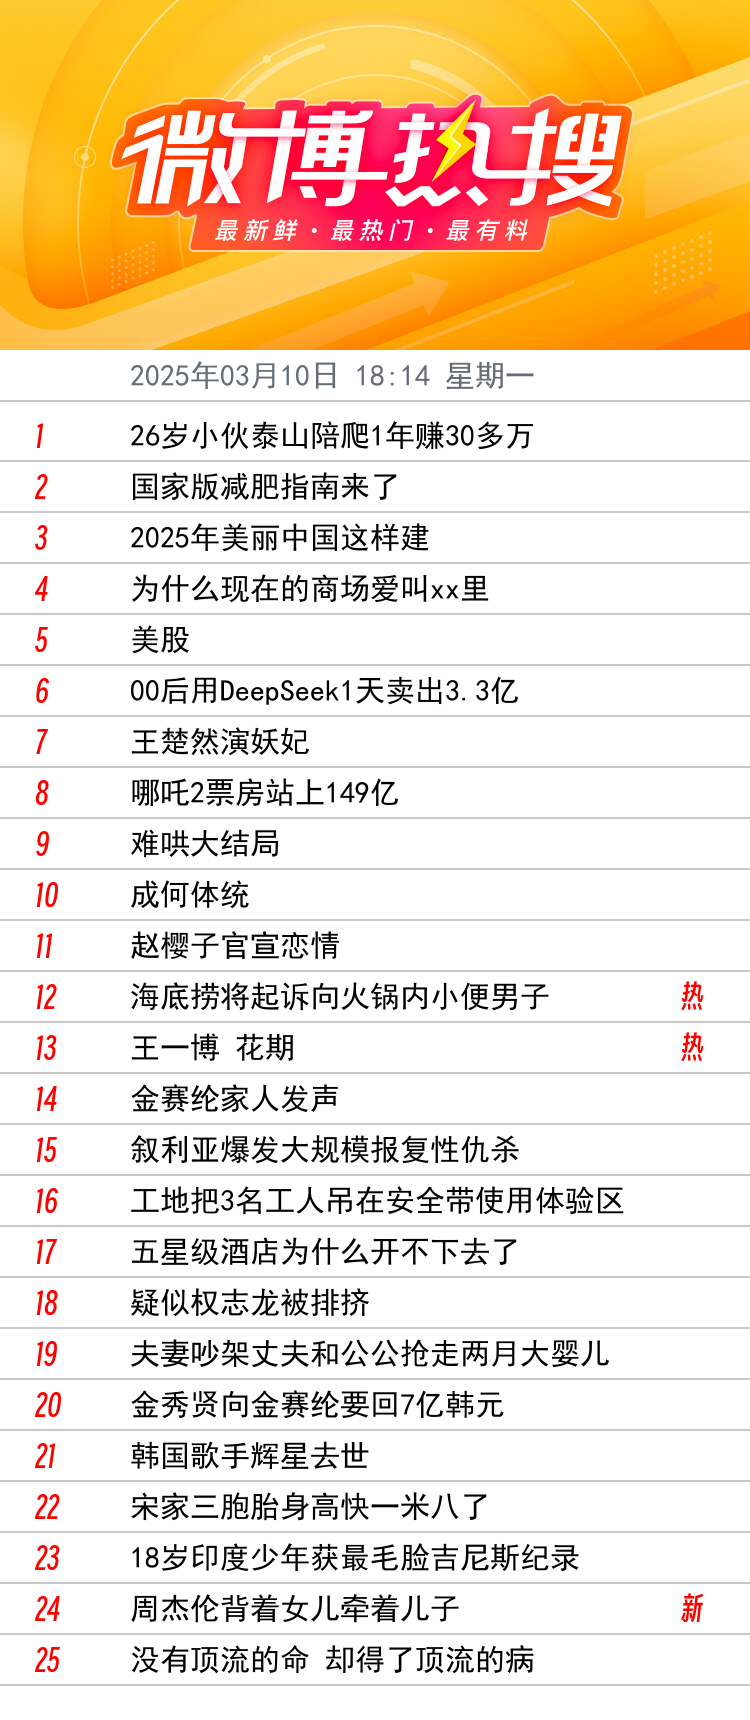 微博热搜
最新鲜·最热门·最有料
2025年03月10日 18:14 星期一
1 26岁小伙泰山陪爬1年赚30多万
2 国家版减肥指南来了
3 2025年美丽中国这样建
4 为什么现在的商场爱叫xx里
5 美股
6 00后用DeepSeek1天卖出3.3亿
7 王楚然演妖妃
8 哪吒2票房站上149亿
9 难哄大结局
10 成何体统
11 赵樱子官宣恋情
12 海底捞将起诉向火锅内小便男子 热
13 王一博 花期 热
14 金赛纶家人发声
15 叙利亚爆发大规模报复性仇杀
16 工地把3名工人吊在安全带使用体验区
17 五星级酒店为什么开不下去了
18 疑似权志龙被排挤
19 夫妻吵架丈夫和公公抢走两月大婴儿
20 金秀贤向金赛纶要回7亿韩元
21 韩国歌手辉星去世
22 宋家三胞胎身高快一米八了
23 18岁印度少年获最毛脸吉尼斯纪录
24 周杰伦背着女儿牵着儿子 新
25 没有顶流的命 却得了顶流的病